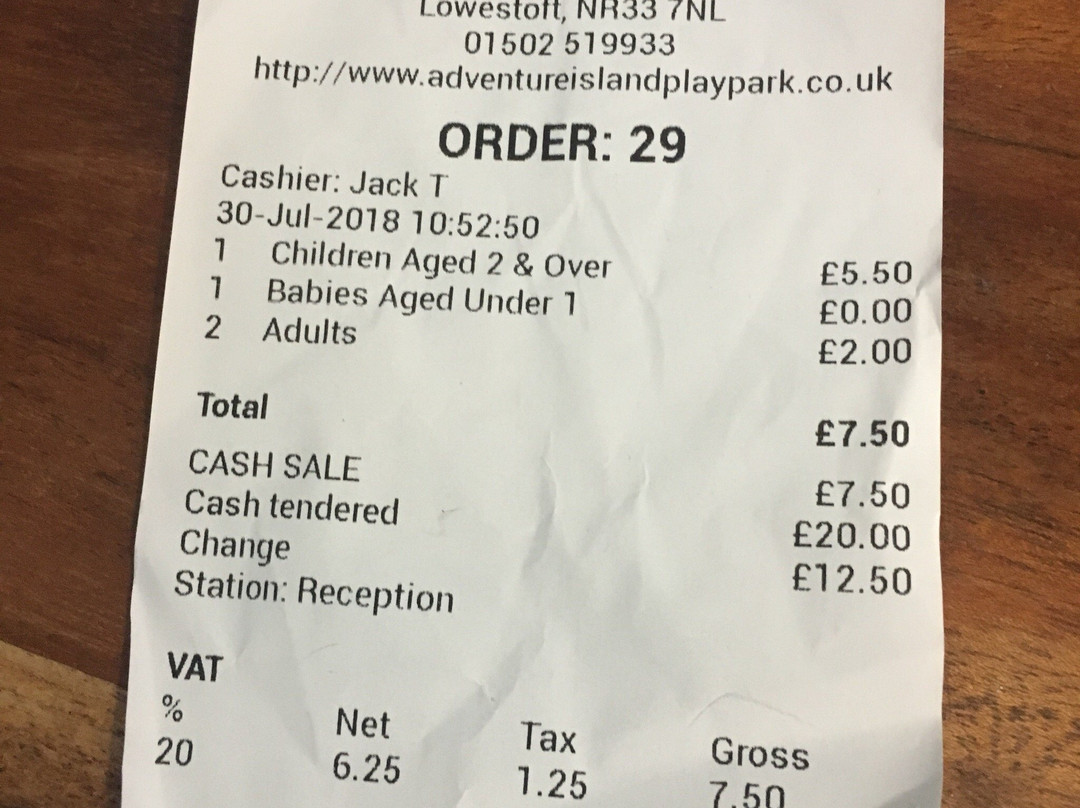 Lowestoft, NR33 7NL
01502 519933
http://www.adventureislandplaypark.co.uk
ORDER: 29
Cashier: Jack T
30-Jul-2018 10:52:50
1 Children Aged 2 & Over £5.50
1 Babies Aged Under 1 £0.00
2 Adults £2.00
Total £7.50
CASH SALE £7.50
Cash tendered £20.00
Change £12.50
Station: Reception
VAT
% Net Tax Gross
20 6.25 1.25 7.50